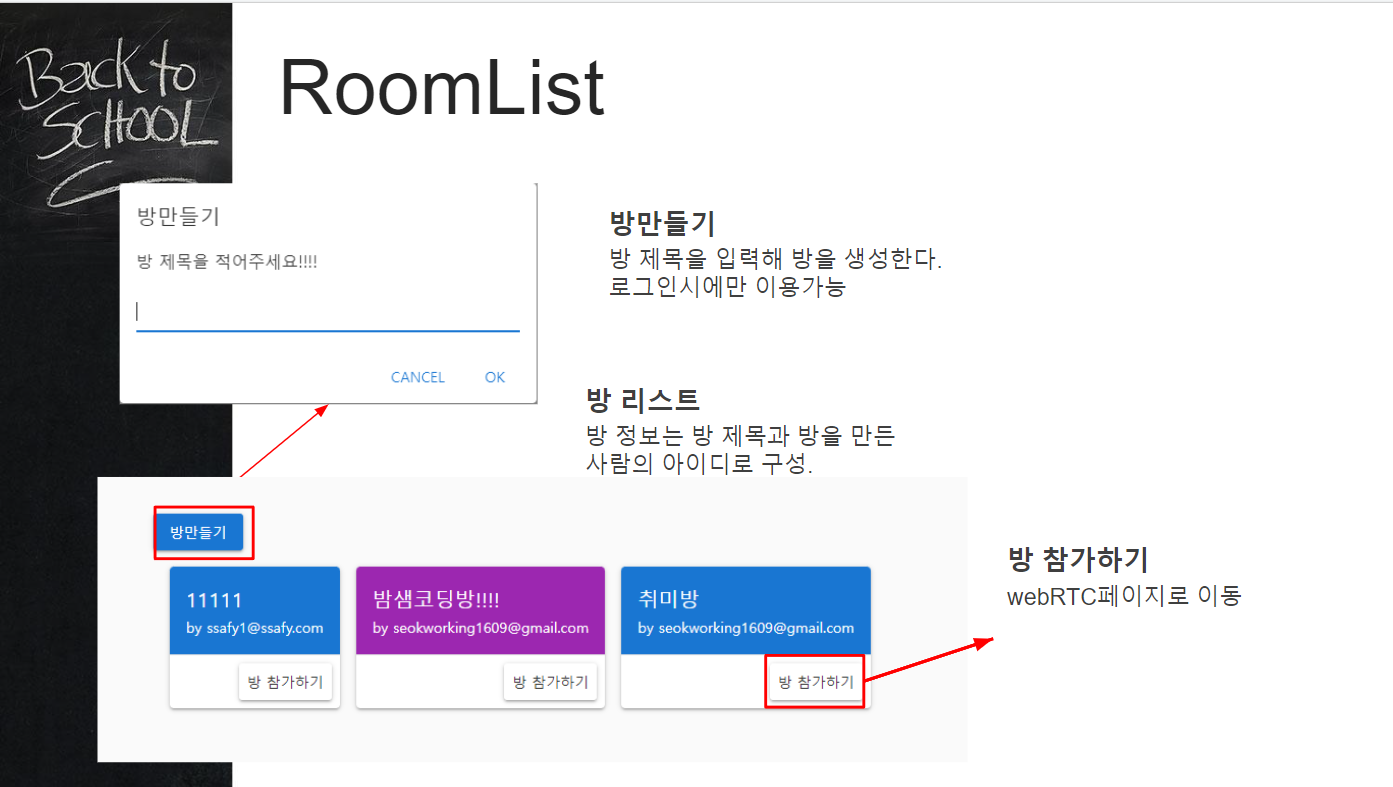 Back to
SCHOOL
RoomList
방만들기
방 제목을 적어주세요!!!!
CANCEL OK
방만들기
방 제목을 입력해 방을 생성한다.
로그인시에만 이용가능
방 리스트
방 정보는 방 제목과 방을 만든
사람의 아이디로 구성.
방만들기
11111
by ssafy1@ssafy.com
방 참가하기
밤샘코딩방!!!!
by seokworking1609@gmail.com
방 참가하기
취미방
by seokworking1609@gmail.com
방 참가하기
방 참가하기
webRTC페이지로 이동